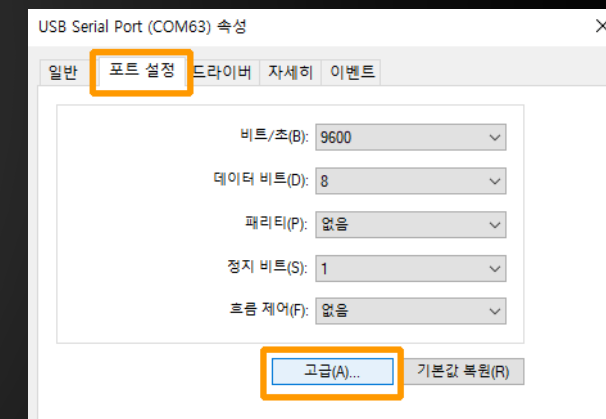 USB Serial Port (COM63) 속성
일반 포트 설정 드라이버 자세히 이벤트
비트/초(B): 9600
데이터 비트(D): 8
패리티(P): 없음
정지 비트(S): 1
흐름 제어(F): 없음
고급(A)... 기본값 복원(R)